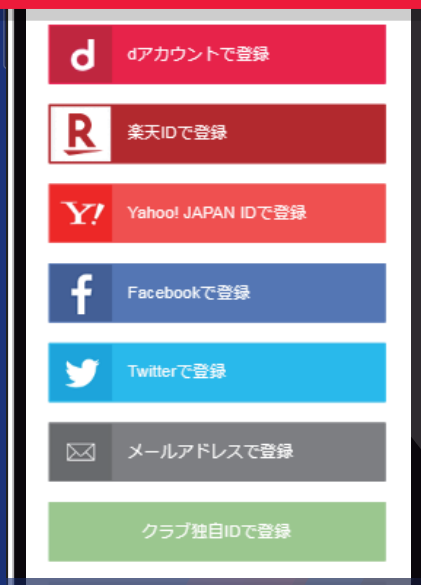 d
dアカウントで登録
R
楽天IDで登録
Y!
Yahoo! JAPAN IDで登録
f
Facebookで登録
Twitterで登録
メールアドレスで登録
クラブ独自IDで登録